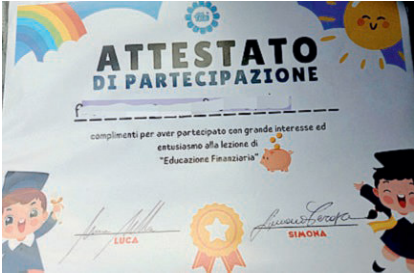 ATTESTATO
DI PARTECIPAZIONE
complimenti per aver partecipato con grande interesse ed
entusiasmo alla lezione di
"Educazione Finanziaria"
LUCA
SIMONA